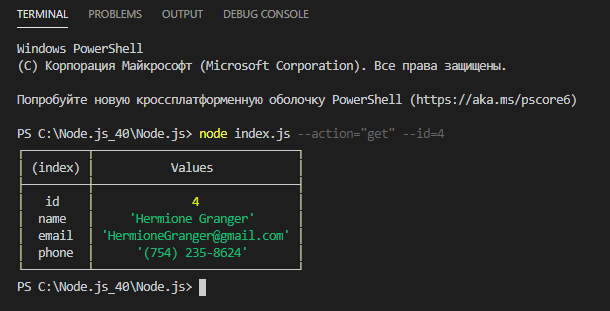 TERMINAL PROBLEMS OUTPUT DEBUG CONSOLE
Windows PowerShell
(C) Корпорация Майкрософт (Microsoft Corporation). Все права защищены.
Попробуйте новую кроссплатформенную оболочку PowerShell (https://aka.ms/pscore6)
PS C:\Node.js_40\Node.js> node index.js --action="get" --id=4
(index) Values
id 4
name 'Hermione Granger'
email 'HermioneGranger@gmail.com'
phone '(754) 235-8624'
PS C:\Node.js_40\Node.js>